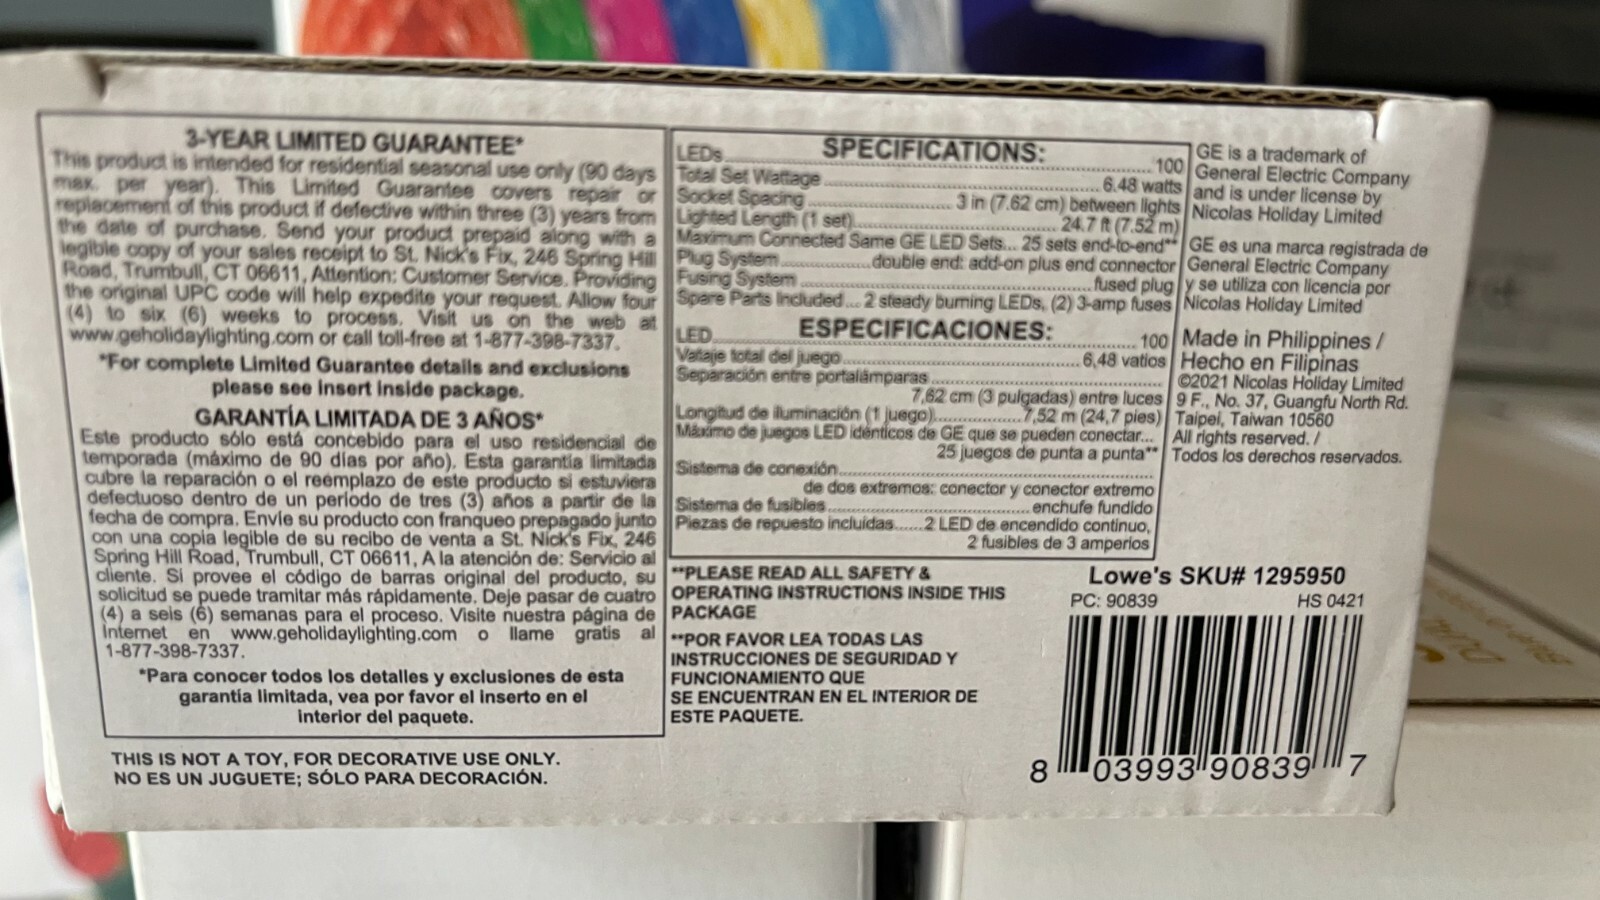 3-YEAR LIMITED GUARANTEE*
This product is intended for residential seasonal use only (90 days
max. per year). This Limited Guarantee covers repair or
replacement of this product if defective within three (3) years from
the date of purchase. Send your product prepaid along with a
legible copy of your sales receipt to St. Nick's Fix, 246 Spring Hill
Road, Trumbull, CT 06611, Attention: Customer Service. Providing
the original UPC code will help expedite your request. Allow four
(4) to six (6) weeks to process. Visit us on the web at
www.geholidaylighting.com or call toll-free at 1-877-398-7337.
*For complete Limited Guarantee details and exclusions
please see insert inside package.
GARANTÍA LIMITADA DE 3 AÑOS*
Este producto sólo está concebido para el uso residencial de
temporada (máximo de 90 días por año). Esta garantía limitada
cubre la reparación o el reemplazo de este producto si estuviera
defectuoso dentro de un período de tres (3) años a partir de la
fecha de compra. Envíe su producto con franqueo prepagado junto
con una copia legible de su recibo de venta a St. Nick's Fix, 246
Spring Hill Road, Trumbull, CT 06611, A la atención de: Servicio al
cliente. Si provee el código de barras original del producto, su
solicitud se puede tramitar más rápidamente. Deje pasar de cuatro
(4) a seis (6) semanas para el proceso. Visite nuestra página de
Internet en www.geholidaylighting.com o llame gratis al
1-877-398-7337.
*Para conocer todos los detalles y exclusiones de esta
garantía limitada, vea por favor el inserto en el
interior del paquete.
THIS IS NOT A TOY, FOR DECORATIVE USE ONLY.
NO ES UN JUGUETE; SÓLO PARA DECORACIÓN.
SPECIFICATIONS:
LEDs.....100
Total Set Wattage.....6.48 watts
Socket Spacing.....3 in (7.62 cm) between lights
Lighted Length (1 set).....24.7 ft (7.52 m)
Maximum Connected Same GE LED Sets... 25 sets end-to-end**
Plug System.....double end: add-on plus end connector
Fusing System.....fused plug
Spare Parts Included... 2 steady burning LEDs, (2) 3-amp fuses
ESPECIFICACIONES:
LED.....100
Vataje total del juego.....6,48 vatios
Separación entre portalámparas.....
7,62 cm (3 pulgadas) entre luces
Longitud de iluminación (1 juego).....7,52 m (24,7 pies)
Máximo de juegos LED idénticos de GE que se pueden conectar...
25 juegos de punta a punta**
Sistema de conexión.....
de dos extremos: conector y conector extremo
Sistema de fusibles.....enchufe fundido
Piezas de repuesto incluidas......2 LED de encendido continuo,
2 fusibles de 3 amperios
**PLEASE READ ALL SAFETY &
OPERATING INSTRUCTIONS INSIDE THIS
PACKAGE
**POR FAVOR LEA TODAS LAS
INSTRUCCIONES DE SEGURIDAD Y
FUNCIONAMIENTO QUE
SE ENCUENTRAN EN EL INTERIOR DE
ESTE PAQUETE.
GE is a trademark of
General Electric Company
and is under license by
Nicolas Holiday Limited
GE es una marca registrada de
General Electric Company
y se utiliza con licencia por
Nicolas Holiday Limited
Made in Philippines /
Hecho en Filipinas
©2021 Nicolas Holiday Limited
9 F., No. 37, Guangfu North Rd.
Taipei, Taiwan 10560
All rights reserved. /
Todos los derechos reservados.
Lowe's SKU# 1295950
PC: 90839 HS 0421
8 03993 90839 7